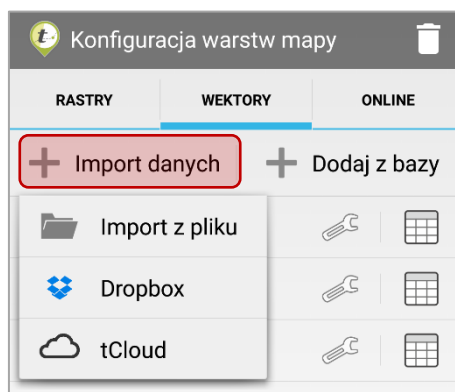 t Konfiguracja warstw mapy
RASTRY WEKTORY ONLINE
Import danych Dodaj z bazy
Import z pliku
Dropbox
tCloud